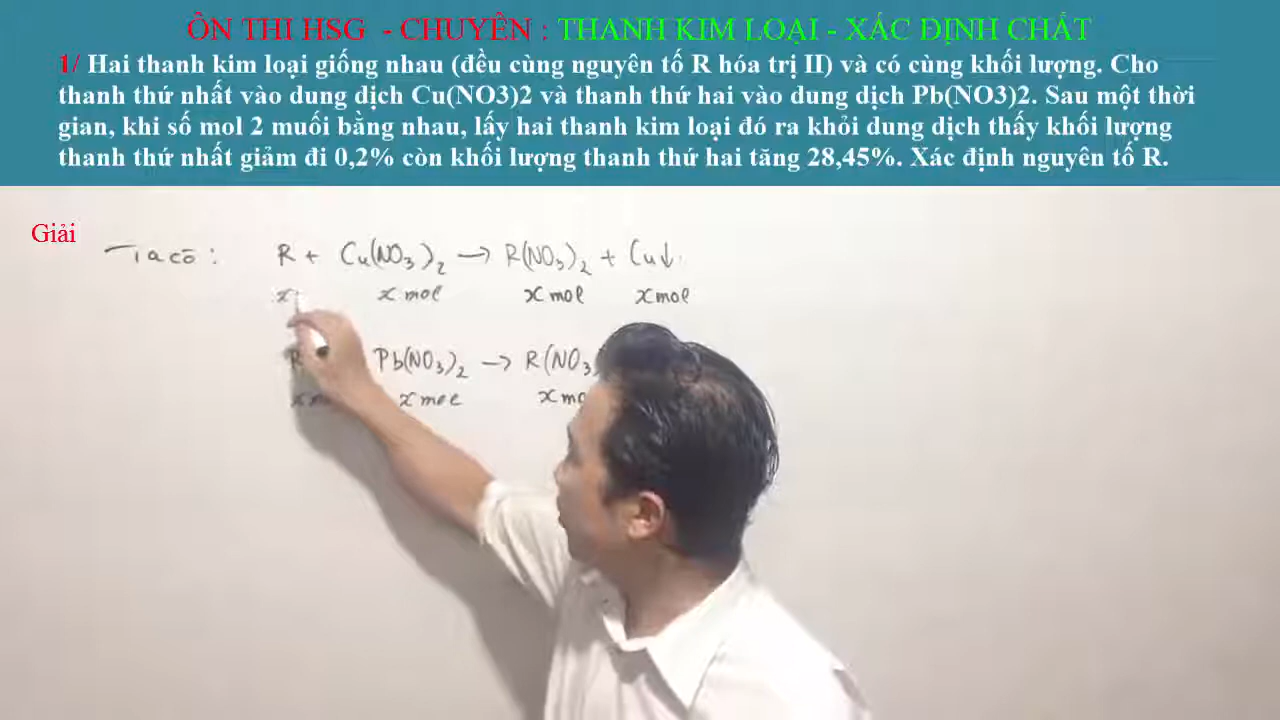 ÔN THI HSG - CHUYÊN : THANH KIM LOẠI - XÁC ĐỊNH CHẤT
1/ Hai thanh kim loại giống nhau (đều cùng nguyên tố R hóa trị II) và có cùng khối lượng. Cho
thanh thứ nhất vào dung dịch Cu(NO3)2 và thanh thứ hai vào dung dịch Pb(NO3)2. Sau một thời
gian, khi số mol 2 muối bằng nhau, lấy hai thanh kim loại đó ra khỏi dung dịch thấy khối lượng
thanh thứ nhất giảm đi 0,2% còn khối lượng thanh thứ hai tăng 28,45%. Xác định nguyên tố R.
Giải
Ta có : R + Cu(NO3)2 → R(NO3)2 + Cu↓
x x mol x mol x mol
R Pb(NO3)2 → R(NO3
x mol x